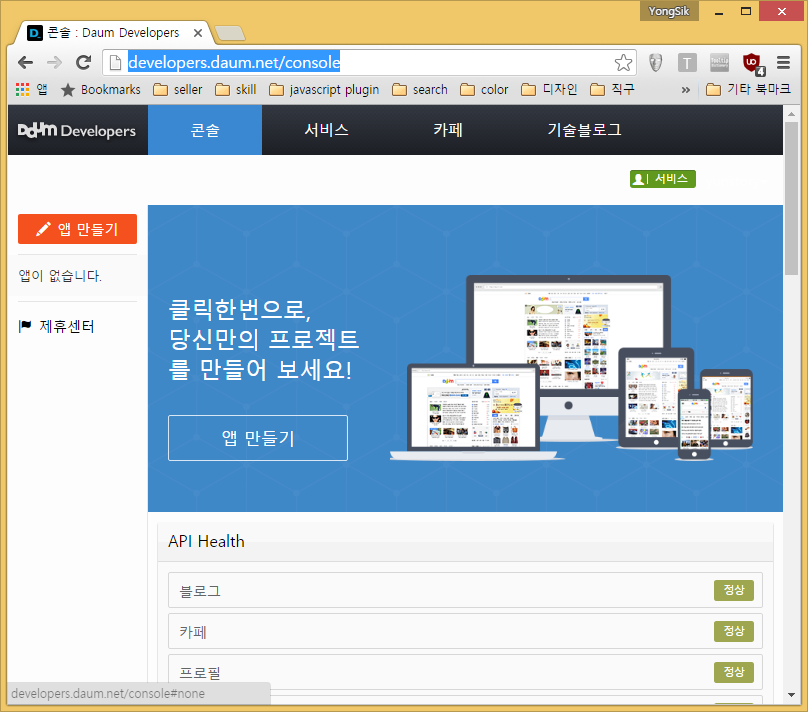 YongSik
콘솔 : Daum Developers
developers.daum.net/console
앱 Bookmarks seller skill javascript plugin search color 디자인 직구 » 기타 북마크
Daum Developers 콘솔 서비스 카페 기술블로그
서비스
앱 만들기
앱이 없습니다.
제휴센터
클릭한번으로,
당신만의 프로젝트
를 만들어 보세요!
앱 만들기
API Health
블로그 정상
카페 정상
프로필 정상
developers.daum.net/console#none